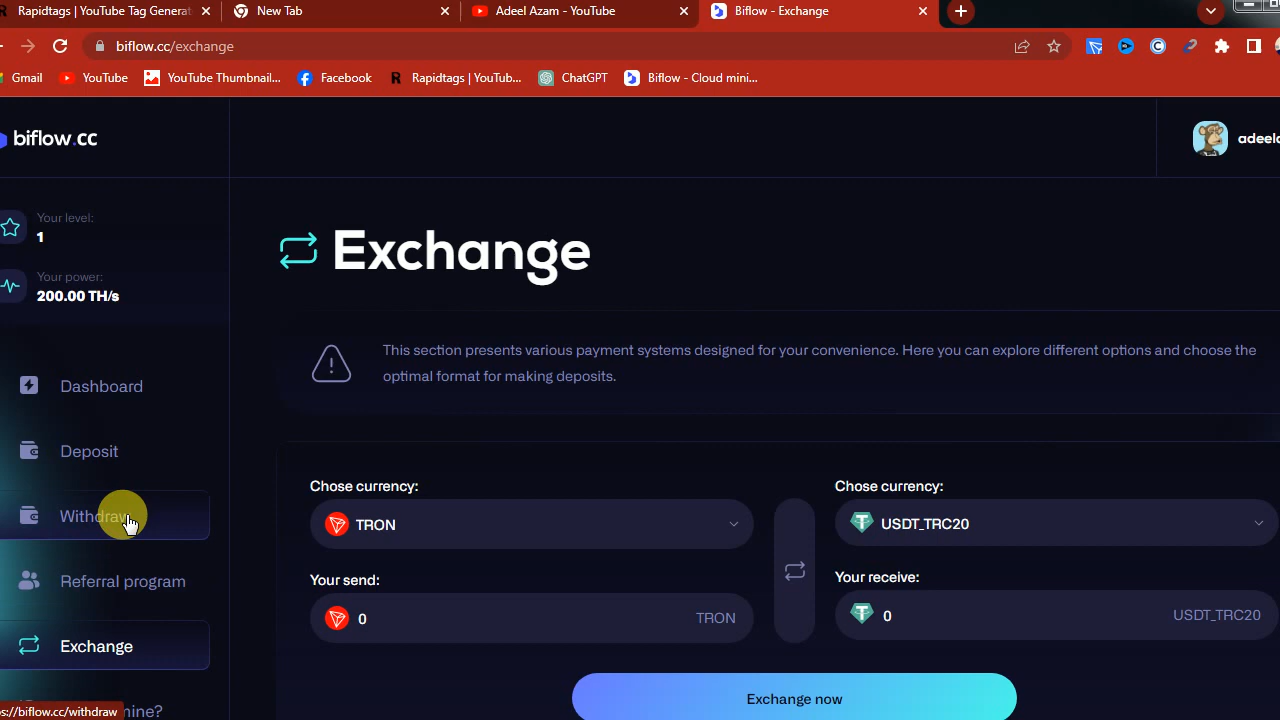 Rapidtags | YouTube Tag Generat
New Tab
Adeel Azam - YouTube
Biflow - Exchange
biflow.cc/exchange
Gmail
YouTube
YouTube Thumbnail...
Facebook
Rapidtags | YouTub...
ChatGPT
Biflow - Cloud mini...
biflow.cc
adeela
Your level:
1
Your power:
200.00 TH/s
Dashboard
Deposit
Withdraw
Referral program
Exchange
mine?
Exchange
This section presents various payment systems designed for your convenience. Here you can explore different options and choose the
optimal format for making deposits.
Chose currency:
TRON
Your send:
0
TRON
Chose currency:
USDT_TRC20
Your receive:
0
USDT_TRC20
Exchange now
s://biflow.cc/withdraw